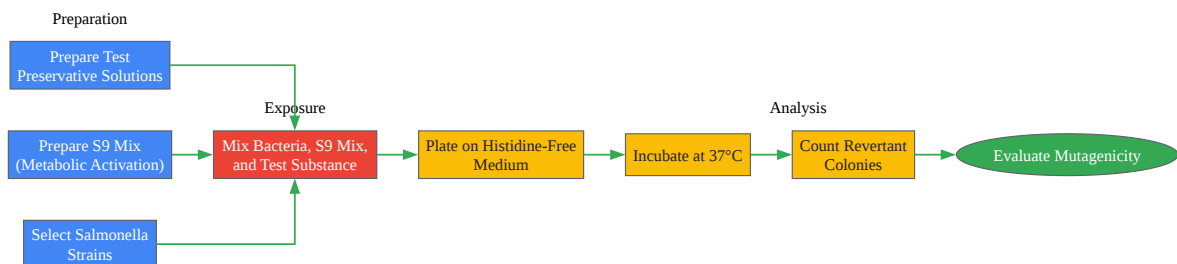 Preparation
Prepare Test
Preservative Solutions
Exposure
Analysis
Prepare S9 Mix
(Metabolic Activation)
Mix Bacteria, S9 Mix,
and Test Substance
Plate on Histidine-Free
Medium
Incubate at 37°C
Count Revertant
Colonies
Evaluate Mutagenicity
Select Salmonella
Strains